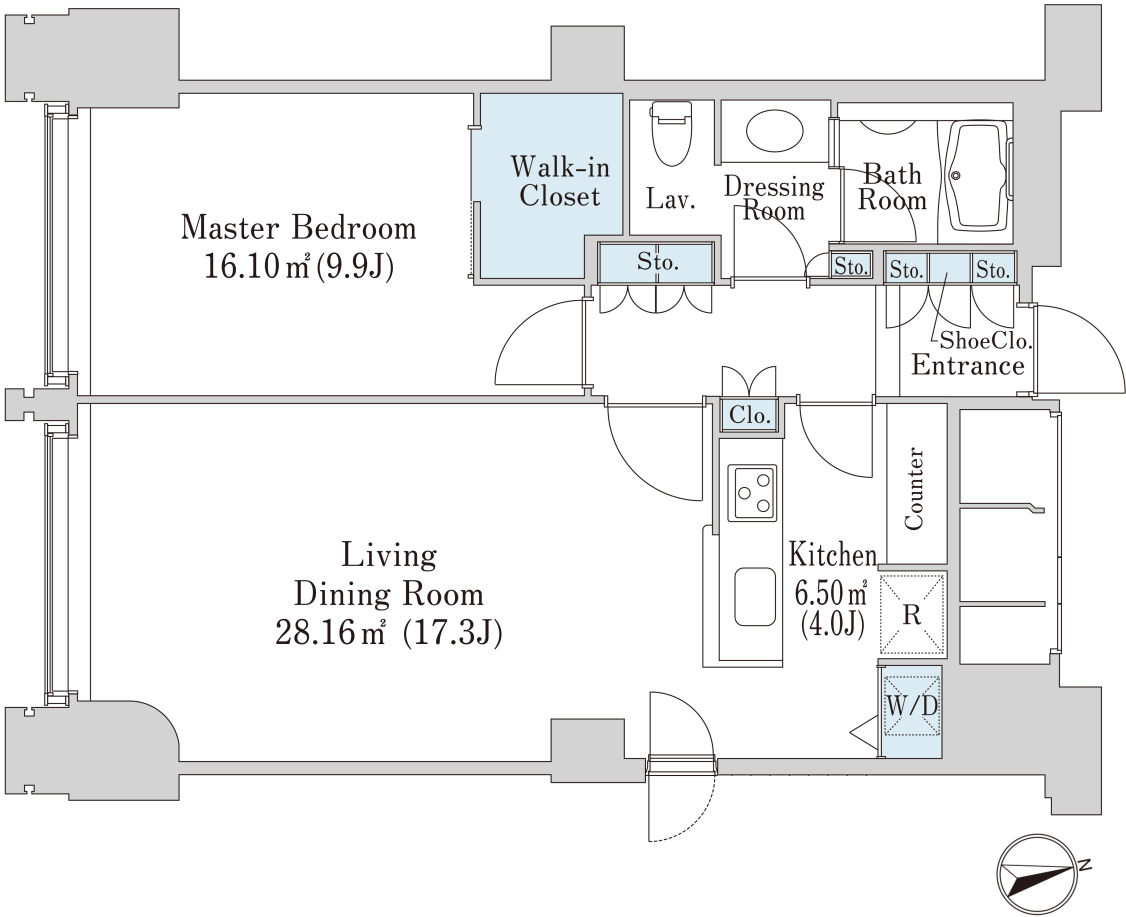 Walk-in
Closet
Lav.
Dressing
Room
Bath
Room
Master Bedroom
16.10㎡(9.9J)
Sto.
Sto.
Sto.
Sto.
ShoeClo.
Entrance
Clo.
Counter
Living
Dining Room
28.16㎡ (17.3J)
Kitchen
6.50㎡
(4.0J)
R
W/D
N